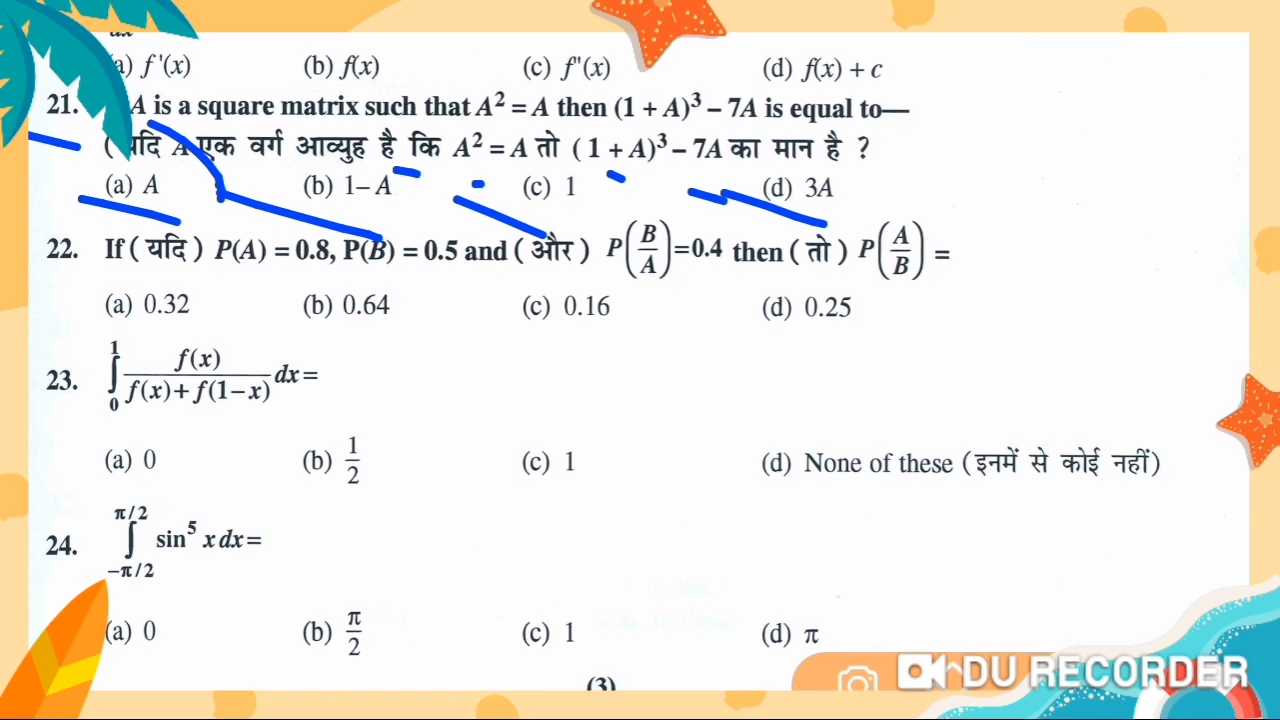 (a) f'(x) (b) f(x) (c) f"(x) (d) f(x) + c
21. A is a square matrix such that A² = A then (1 + A)³ – 7A is equal to—
( यदि A एक वर्ग आव्युह है कि A² = A तो ( 1 + A)³ – 7A का मान है ?
(a) A (b) 1– A (c) 1 (d) 3A
22. If ( यदि ) P(A) = 0.8, P(B) = 0.5 and ( और ) P(B/A) = 0.4 then ( तो ) P(A/B) =
(a) 0.32 (b) 0.64 (c) 0.16 (d) 0.25
23. ∫₀¹ f(x)/(f(x) + f(1–x)) dx =
(a) 0 (b) 1/2 (c) 1 (d) None of these (इनमें से कोई नहीं)
24. ∫ –π/2 π/2 sin⁵ x dx =
(a) 0 (b) π/2 (c) 1 (d) π
(3)
DU RECORDER